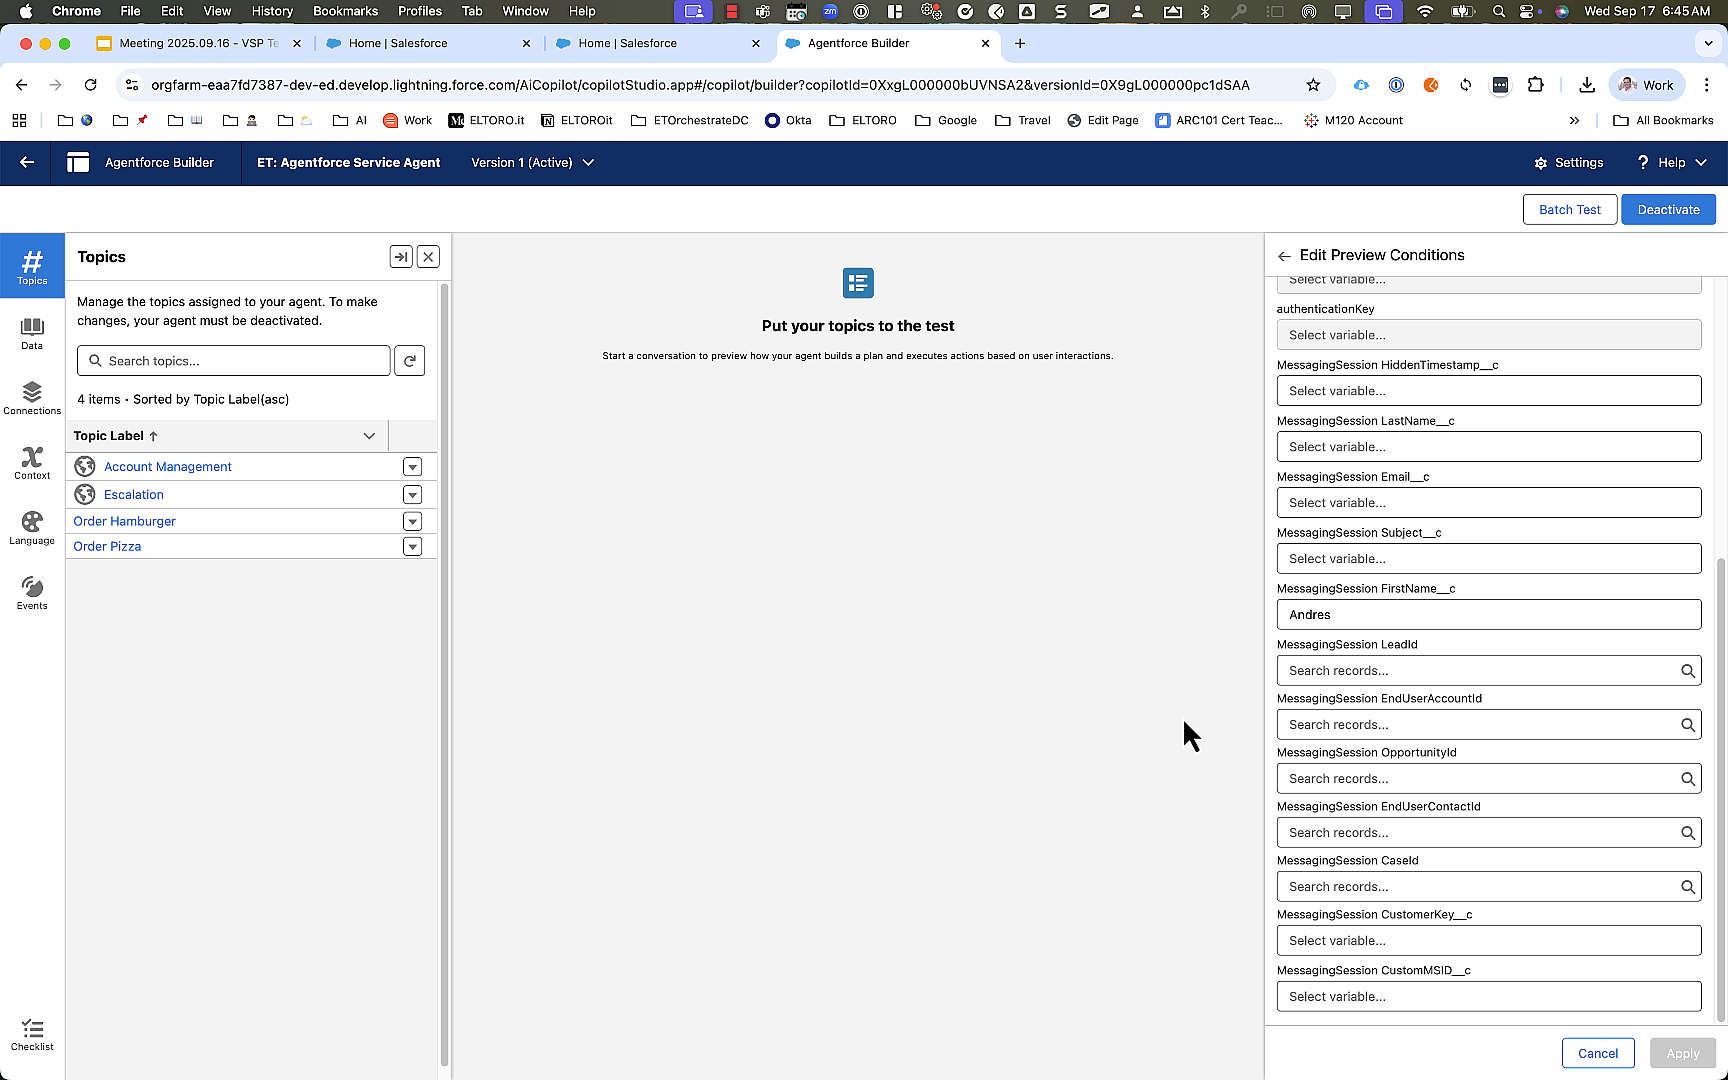 Chrome File Edit View History Bookmarks Profiles Tab Window Help Wed Sep 17 6:45 AM
Meeting 2025.09.16 - VSP Te
Home | Salesforce
Home | Salesforce
Agentforce Builder
orgfarm-eaa7fd7387-dev-ed.develop.lightning.force.com/AiCopilot/copilotStudio.app#/copilot/builder?copilotId=0XxgL000000bUVNSA2&versionId=0X9gL000000pc1dSAA
Work
AI Work ELTORO.it ELTOROit ETOrchestrateDC Okta ELTORO Google Travel Edit Page ARC101 Cert Teac... M120 Account » All Bookmarks
Agentforce Builder ET: Agentforce Service Agent Version 1 (Active) Settings ? Help
Batch Test Deactivate
Topics
Data
Connections
Context
Language
Events
Checklist
Topics
Manage the topics assigned to your agent. To make
changes, your agent must be deactivated.
Search topics...
4 items • Sorted by Topic Label(asc)
Topic Label ↑
Account Management
Escalation
Order Hamburger
Order Pizza
Put your topics to the test
Start a conversation to preview how your agent builds a plan and executes actions based on user interactions.
Edit Preview Conditions
Select variable...
authenticationKey
Select variable...
MessagingSession HiddenTimestamp__c
Select variable...
MessagingSession LastName__c
Select variable...
MessagingSession Email__c
Select variable...
MessagingSession Subject__c
Select variable...
MessagingSession FirstName__c
Andres
MessagingSession LeadId
Search records...
MessagingSession EndUserAccountId
Search records...
MessagingSession OpportunityId
Search records...
MessagingSession EndUserContactId
Search records...
MessagingSession CaseId
Search records...
MessagingSession CustomerKey__c
Select variable...
MessagingSession CustomMSID__c
Select variable...
Cancel Apply